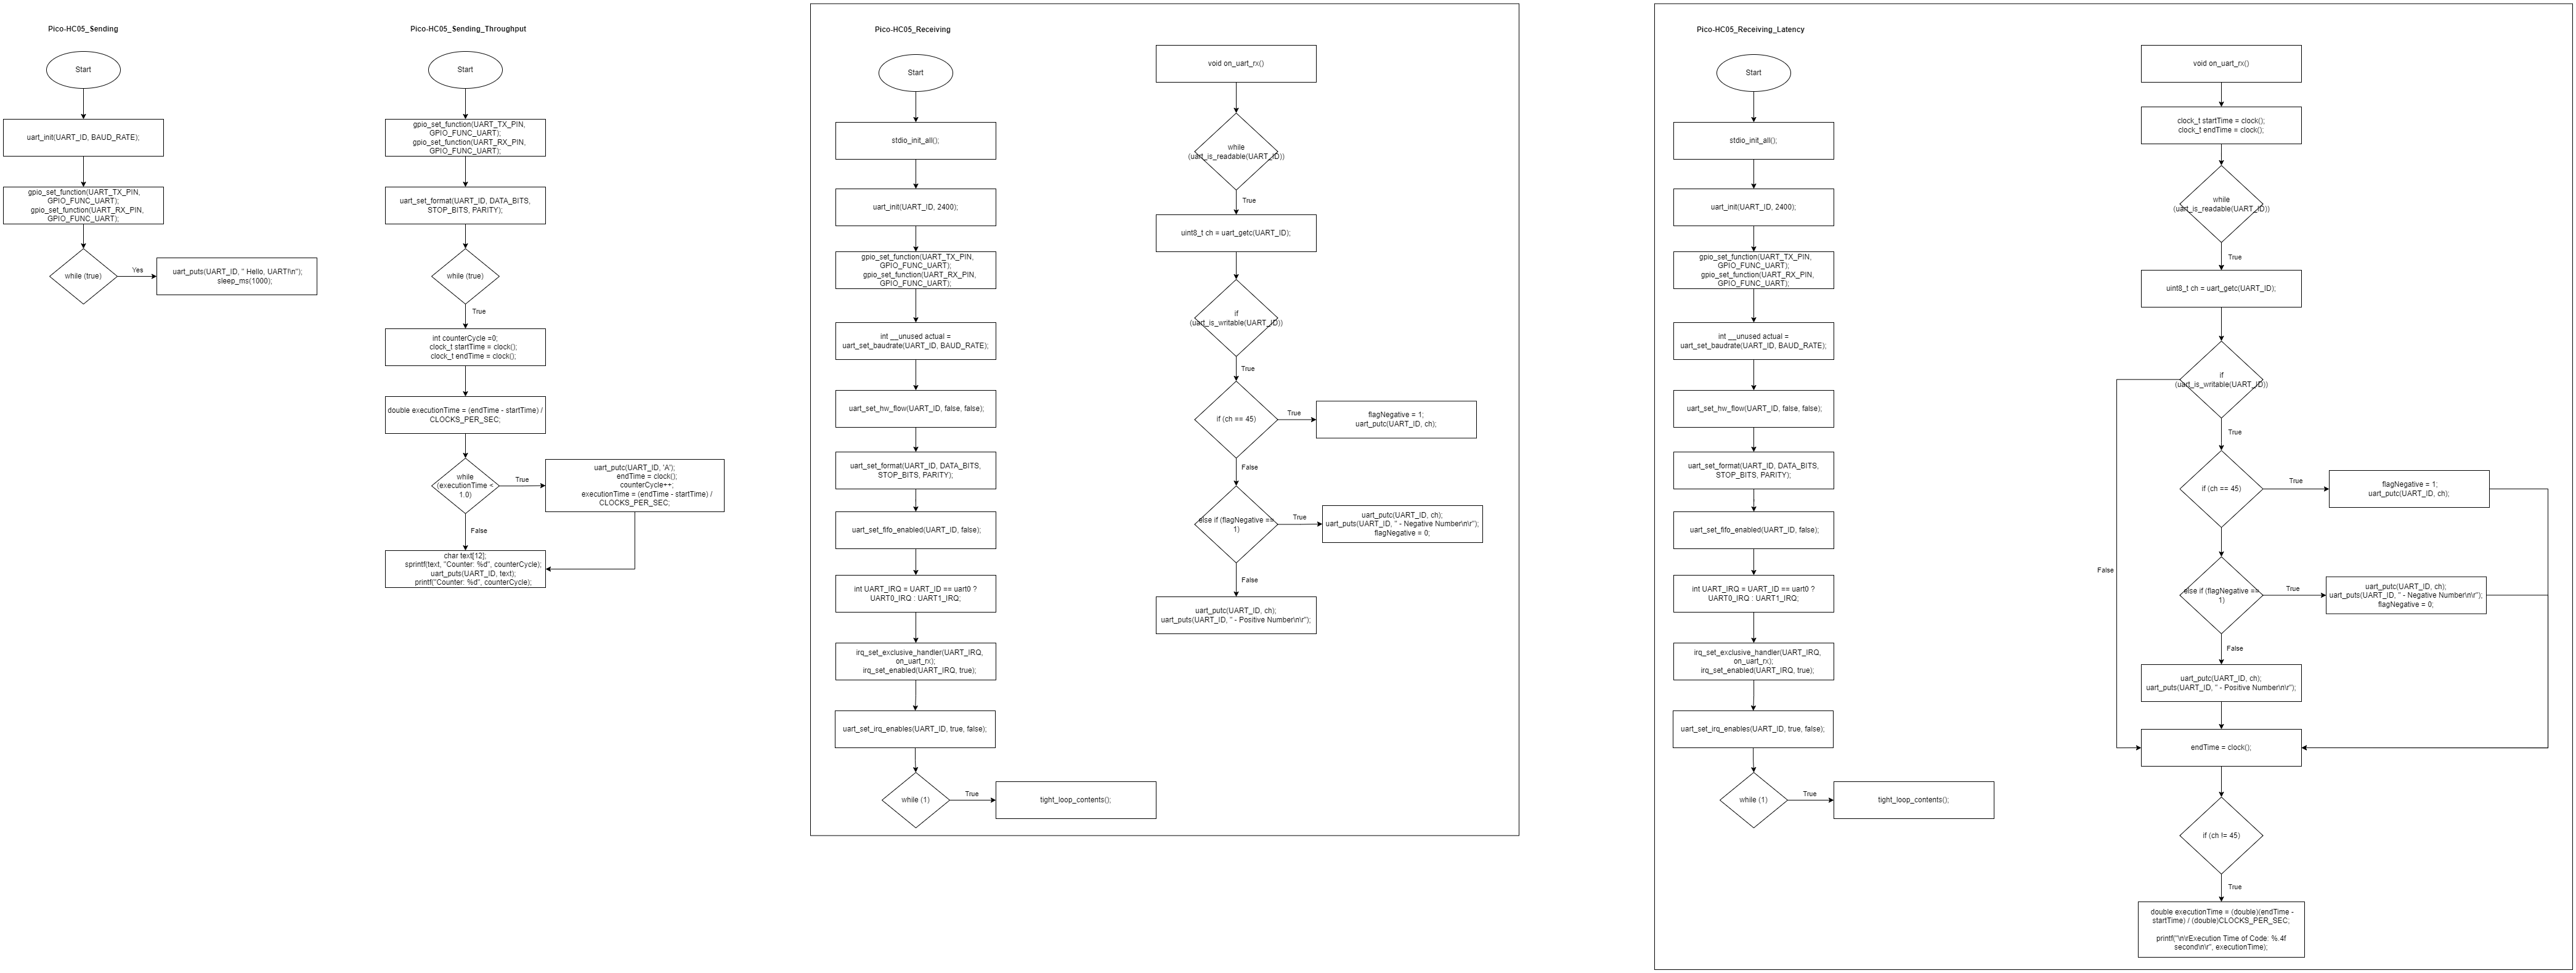 Pico-HC05_Sending
Start
uart_init(UART_ID, BAUD_RATE);
gpio_set_function(UART_TX_PIN,
GPIO_FUNC_UART);
gpio_set_function(UART_RX_PIN,
GPIO_FUNC_UART);
while (true)
Yes
uart_puts(UART_ID, " Hello, UART!\n");
sleep_ms(1000);
Pico-HC05_Sending_Throughput
Start
gpio_set_function(UART_TX_PIN,
GPIO_FUNC_UART);
gpio_set_function(UART_RX_PIN,
GPIO_FUNC_UART);
uart_set_format(UART_ID, DATA_BITS,
STOP_BITS, PARITY);
while (true)
True
int counterCycle =0;
clock_t startTime = clock();
clock_t endTime = clock();
double executionTime = (endTime - startTime) /
CLOCKS_PER_SEC;
while
(executionTime <
1.0)
True
uart_putc(UART_ID, 'A');
endTime = clock();
counterCycle++;
executionTime = (endTime - startTime) /
CLOCKS_PER_SEC;
False
char text[12];
sprintf(text, "Counter: %d", counterCycle);
uart_puts(UART_ID, text);
printf("Counter: %d", counterCycle);
Pico-HC05_Receiving
Start
stdio_init_all();
uart_init(UART_ID, 2400);
gpio_set_function(UART_TX_PIN,
GPIO_FUNC_UART);
gpio_set_function(UART_RX_PIN,
GPIO_FUNC_UART);
int __unused actual =
uart_set_baudrate(UART_ID, BAUD_RATE);
uart_set_hw_flow(UART_ID, false, false);
uart_set_format(UART_ID, DATA_BITS,
STOP_BITS, PARITY);
uart_set_fifo_enabled(UART_ID, false);
int UART_IRQ = UART_ID == uart0 ?
UART0_IRQ : UART1_IRQ;
irq_set_exclusive_handler(UART_IRQ,
on_uart_rx);
irq_set_enabled(UART_IRQ, true);
uart_set_irq_enables(UART_ID, true, false);
while (1)
True
tight_loop_contents();
void on_uart_rx()
while
(uart_is_readable(UART_ID))
True
uint8_t ch = uart_getc(UART_ID);
if
(uart_is_writable(UART_ID))
True
if (ch == 45)
True
flagNegative = 1;
uart_putc(UART_ID, ch);
False
else if (flagNegative ==
1)
True
uart_putc(UART_ID, ch);
uart_puts(UART_ID, " - Negative Number\n\r");
flagNegative = 0;
False
uart_putc(UART_ID, ch);
uart_puts(UART_ID, " - Positive Number\n\r");
Pico-HC05_Receiving_Latency
Start
stdio_init_all();
uart_init(UART_ID, 2400);
gpio_set_function(UART_TX_PIN,
GPIO_FUNC_UART);
gpio_set_function(UART_RX_PIN,
GPIO_FUNC_UART);
int __unused actual =
uart_set_baudrate(UART_ID, BAUD_RATE);
uart_set_hw_flow(UART_ID, false, false);
uart_set_format(UART_ID, DATA_BITS,
STOP_BITS, PARITY);
uart_set_fifo_enabled(UART_ID, false);
int UART_IRQ = UART_ID == uart0 ?
UART0_IRQ : UART1_IRQ;
irq_set_exclusive_handler(UART_IRQ,
on_uart_rx);
irq_set_enabled(UART_IRQ, true);
uart_set_irq_enables(UART_ID, true, false);
while (1)
True
tight_loop_contents();
void on_uart_rx()
clock_t startTime = clock();
clock_t endTime = clock();
while
(uart_is_readable(UART_ID))
True
uint8_t ch = uart_getc(UART_ID);
if
(uart_is_writable(UART_ID))
True
False
if (ch == 45)
True
flagNegative = 1;
uart_putc(UART_ID, ch);
else if (flagNegative ==
1)
True
uart_putc(UART_ID, ch);
uart_puts(UART_ID, " - Negative Number\n\r");
flagNegative = 0;
False
uart_putc(UART_ID, ch);
uart_puts(UART_ID, " - Positive Number\n\r");
endTime = clock();
if (ch != 45)
True
double executionTime = (double)(endTime -
startTime) / (double)CLOCKS_PER_SEC;
printf("\n\rExecution Time of Code: %.4f
second\n\r", executionTime);